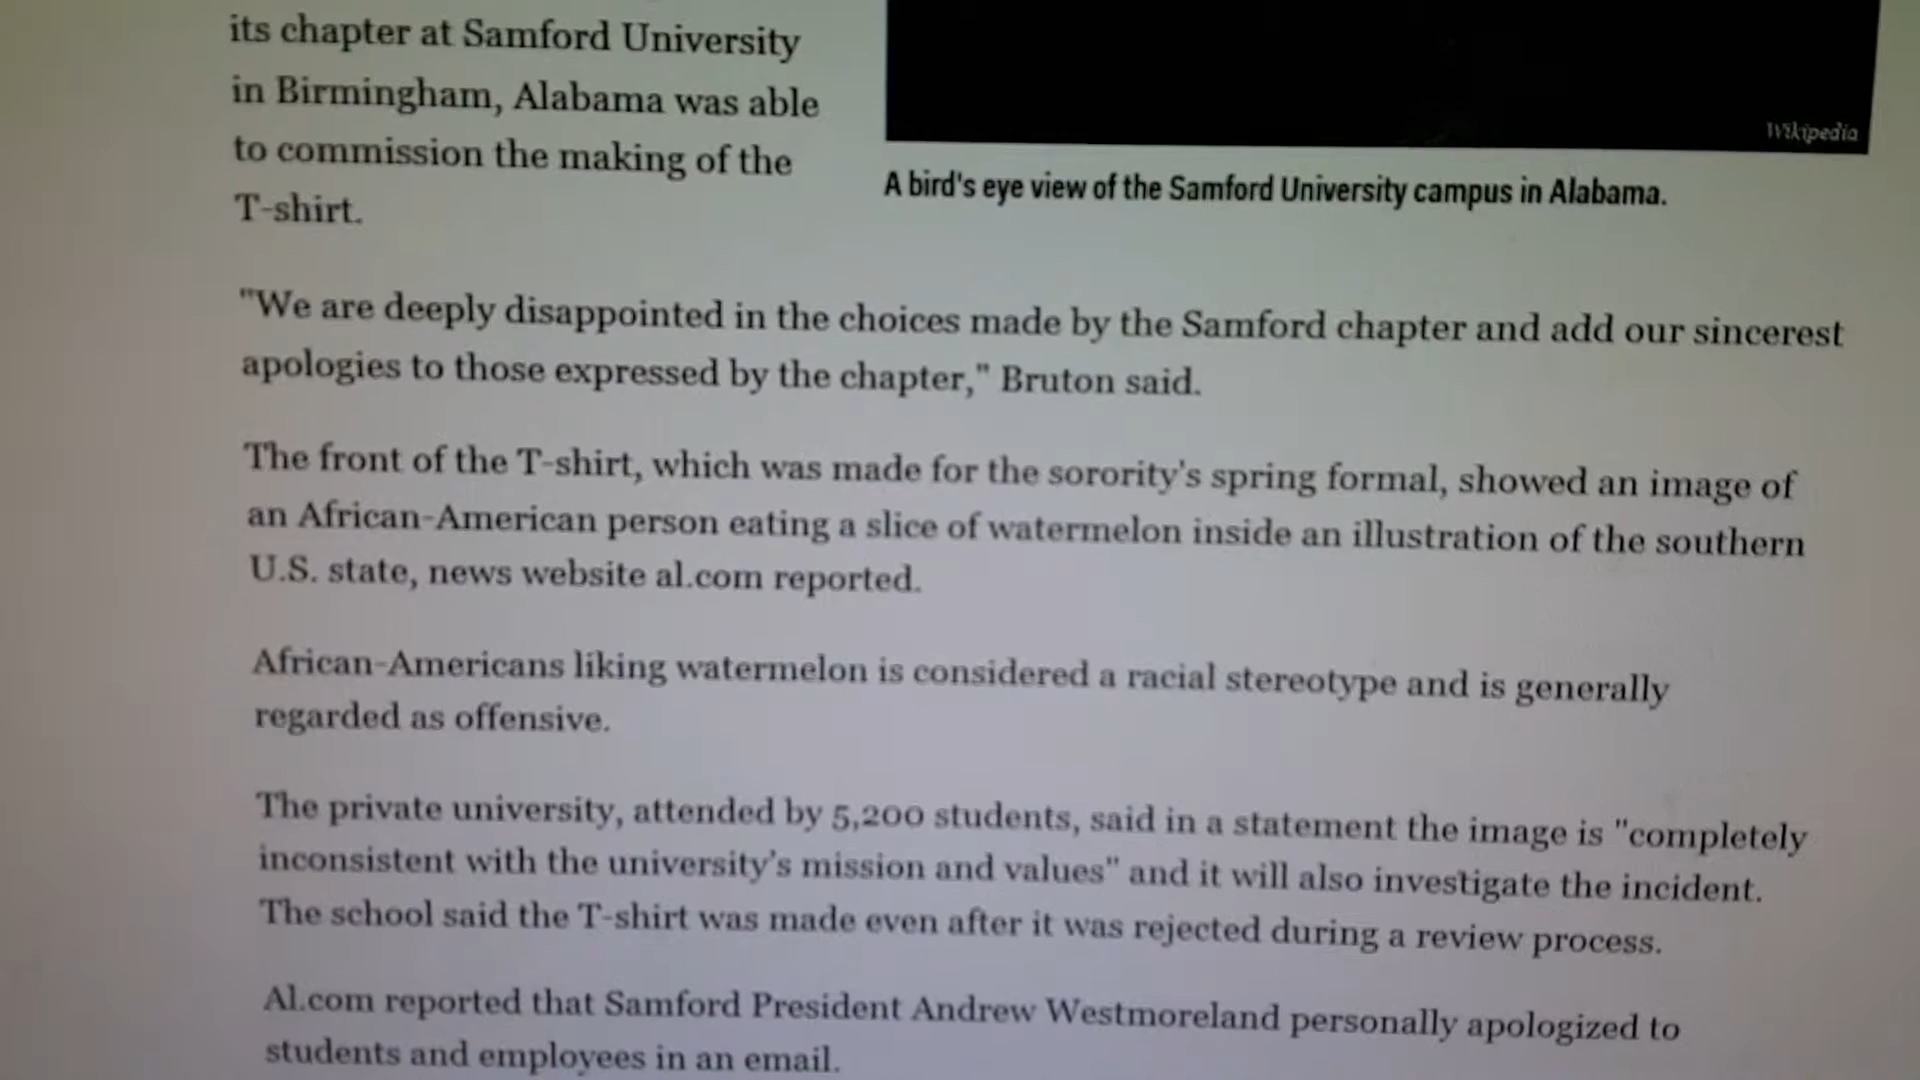 its chapter at Samford University
in Birmingham, Alabama was able
to commission the making of the
T-shirt.
Wikipedia
A bird's eye view of the Samford University campus in Alabama.
"We are deeply disappointed in the choices made by the Samford chapter and add our sincerest
apologies to those expressed by the chapter," Bruton said.
The front of the T-shirt, which was made for the sorority's spring formal, showed an image of
an African-American person eating a slice of watermelon inside an illustration of the southern
U.S. state, news website al.com reported.
African-Americans liking watermelon is considered a racial stereotype and is generally
regarded as offensive.
The private university, attended by 5,200 students, said in a statement the image is "completely
inconsistent with the university's mission and values" and it will also investigate the incident.
The school said the T-shirt was made even after it was rejected during a review process.
Al.com reported that Samford President Andrew Westmoreland personally apologized to
students and employees in an email.